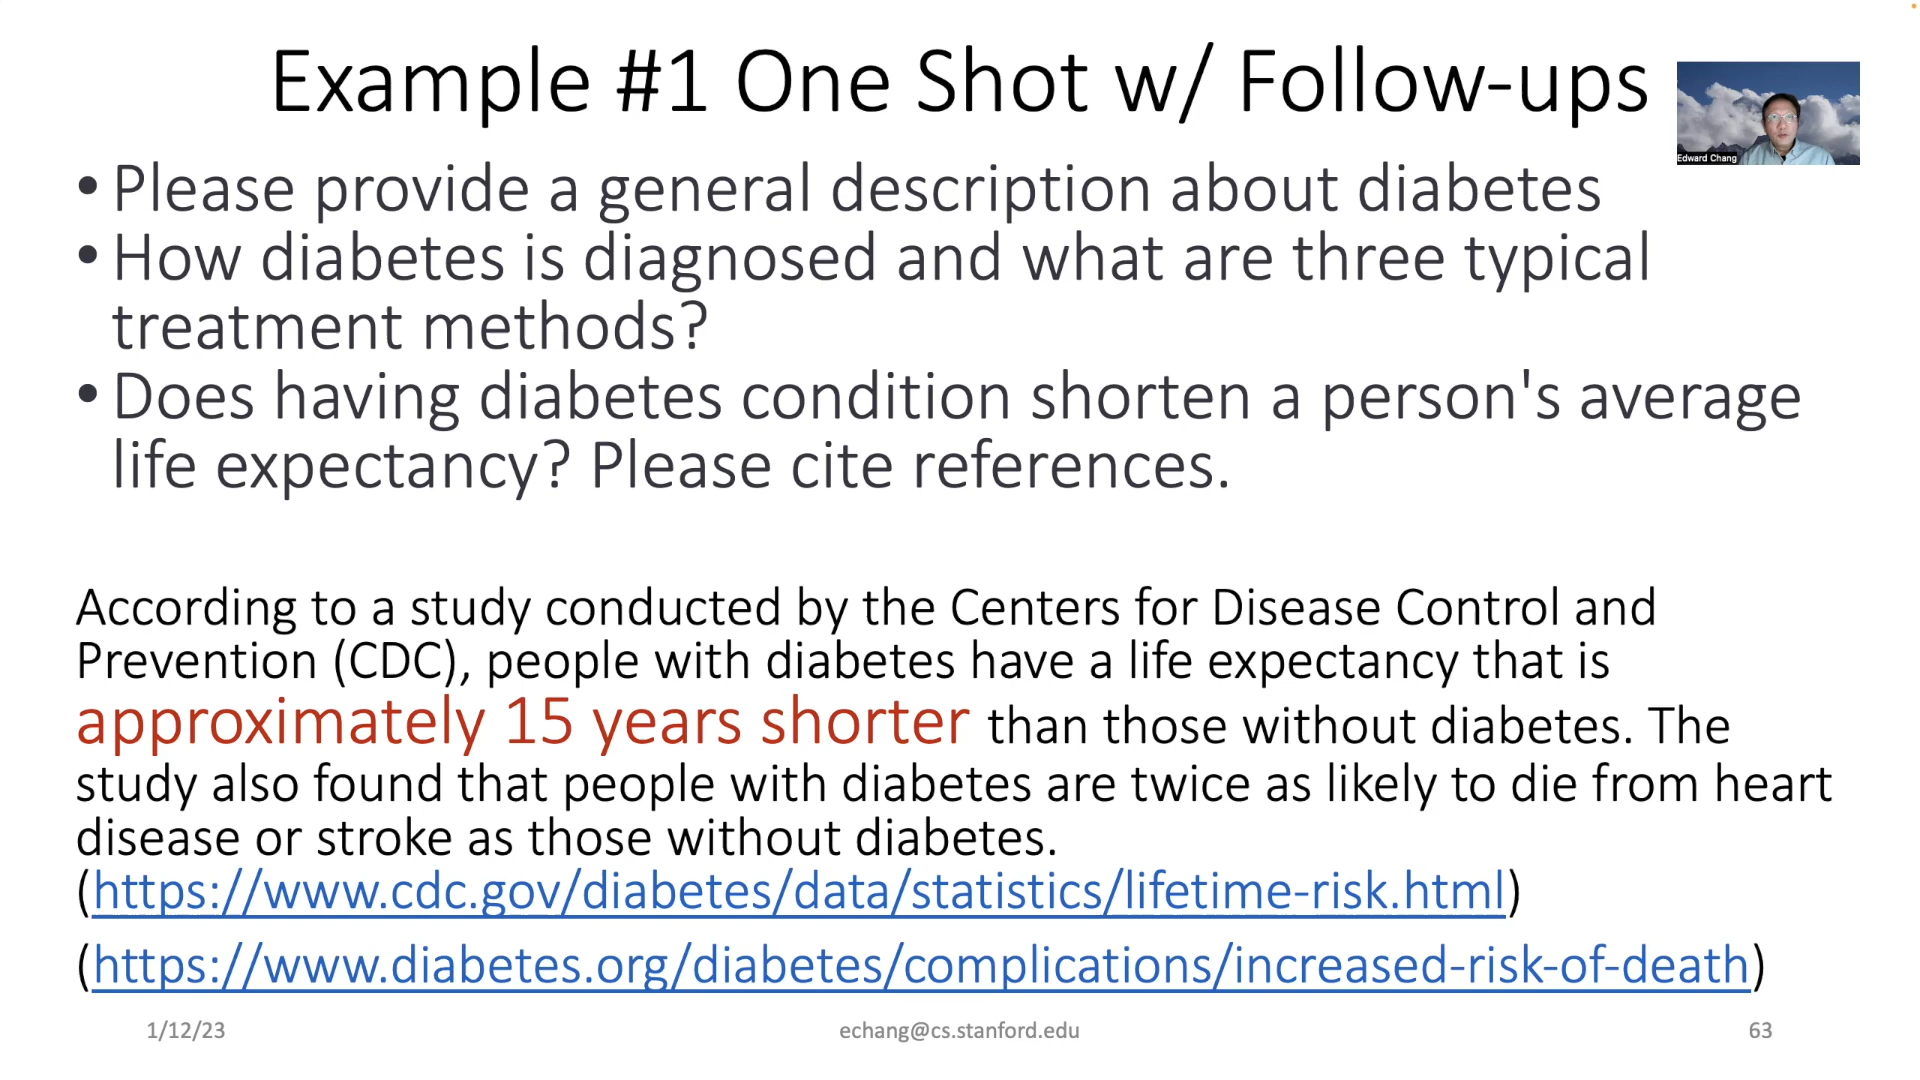 Example #1 One Shot w/ Follow-ups
Edward Chang
• Please provide a general description about diabetes
• How diabetes is diagnosed and what are three typical
treatment methods?
• Does having diabetes condition shorten a person's average
life expectancy? Please cite references.
According to a study conducted by the Centers for Disease Control and
Prevention (CDC), people with diabetes have a life expectancy that is
approximately 15 years shorter than those without diabetes. The
study also found that people with diabetes are twice as likely to die from heart
disease or stroke as those without diabetes.
(https://www.cdc.gov/diabetes/data/statistics/lifetime-risk.html)
(https://www.diabetes.org/diabetes/complications/increased-risk-of-death)
1/12/23
echang@cs.stanford.edu
63